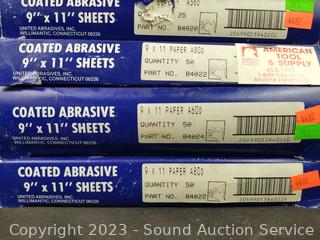 COATED ABRASIVE
9" x 11" SHEETS
UNITED ABRASIVES, INC.
WILLIMANTIC, CONNECTICUT 06226
QUANTITY 25
PART NO. 84020
COATED ABRASIVE
9" x 11" SHEETS
UNITED ABRASIVES, INC.
WILLIMANTIC, CONNECTICUT 06226
9 x 11 PAPER A80D
QUANTITY 50
PART NO. 84022
AMERICAN TOOL
& SUPPLY
COATED ABRASIVE
9" x 11" SHEETS
UNITED ABRASIVES, INC.
WILLIMANTIC, CONNECTICUT 06226
9 x 11 PAPER A60D
QUANTITY 50
PART NO. 84024
COATED ABRASIVE
9" x 11" SHEETS
UNITED ABRASIVES, INC.
WILLIMANTIC, CONNECTICUT 06226
9 x 11 PAPER A80D
QUANTITY 50
PART NO. 84022
Copyright 2023 - Sound Auction Service